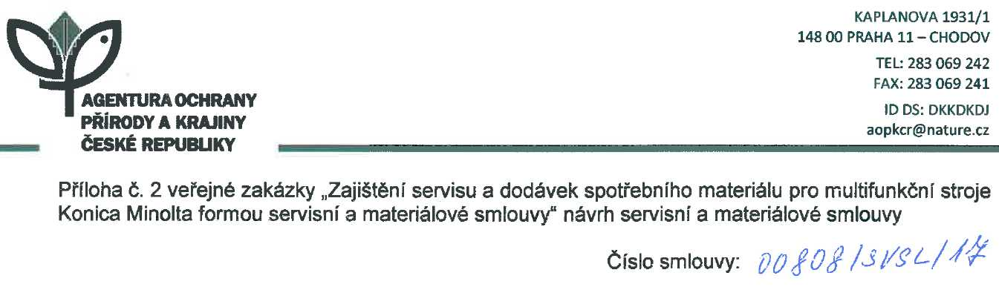 AGENTURA OCHRANY
PŘÍRODY A KRAJINY
ČESKÉ REPUBLIKY
KAPLANOVA 1931/1
148 00 PRAHA 11 – CHODOV
TEL: 283 069 242
FAX: 283 069 241
ID DS: DKKDKDJ
aopkcr@nature.cz
Příloha č. 2 veřejné zakázky „Zajištění servisu a dodávek spotřebního materiálu pro multifunkční stroje
Konica Minolta formou servisní a materiálové smlouvy“ návrh servisní a materiálové smlouvy
Číslo smlouvy: 00808/SVSL/17